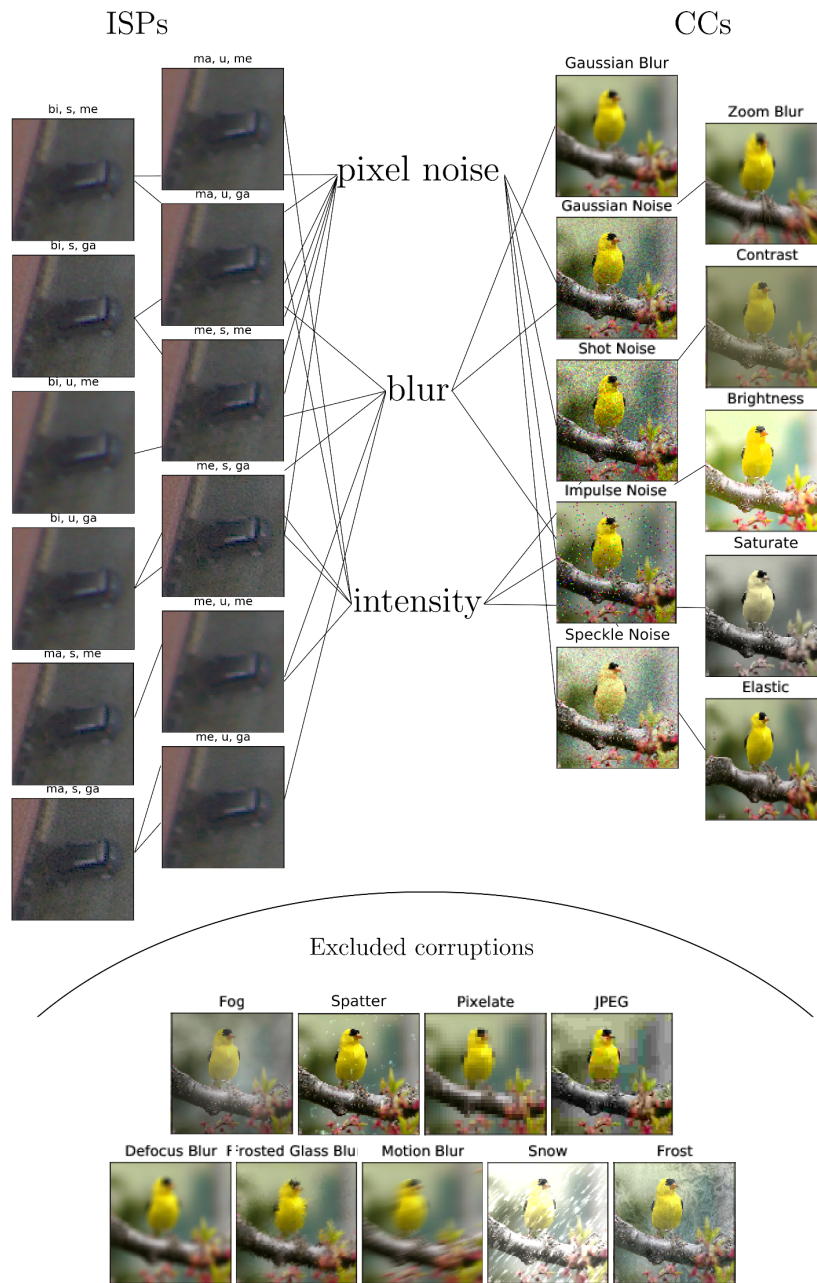 ISPs
CCs
ma, u, me
bi, s, me
ma, u, ga
bi, s, ga
me, s, me
bi, u, me
me, s, ga
bi, u, ga
me, u, me
ma, s, me
me, u, ga
ma, s, ga
pixel noise
blur
intensity
Gaussian Blur
Zoom Blur
Gaussian Noise
Contrast
Shot Noise
Brightness
Impulse Noise
Saturate
Speckle Noise
Elastic
Excluded corruptions
Fog
Spatter
Pixelate
JPEG
Defocus Blur
Frosted Glass Blur
Motion Blur
Snow
Frost